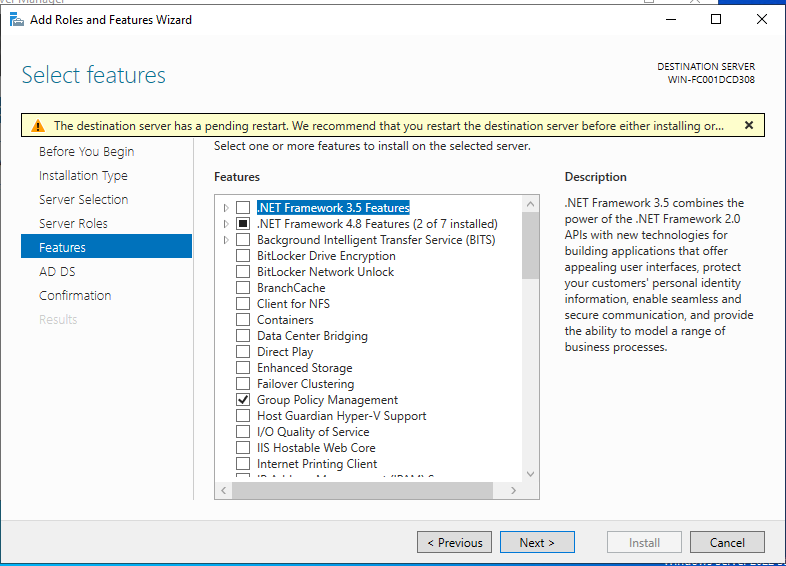 Add Roles and Features Wizard
Select features
DESTINATION SERVER
WIN-FC001DCD308
The destination server has a pending restart. We recommend that you restart the destination server before either installing or...
Before You Begin
Installation Type
Server Selection
Server Roles
Features
AD DS
Confirmation
Results
Select one or more features to install on the selected server.
Features
.NET Framework 3.5 Features
.NET Framework 4.8 Features (2 of 7 installed)
Background Intelligent Transfer Service (BITS)
BitLocker Drive Encryption
BitLocker Network Unlock
BranchCache
Client for NFS
Containers
Data Center Bridging
Direct Play
Enhanced Storage
Failover Clustering
Group Policy Management
Host Guardian Hyper-V Support
I/O Quality of Service
IIS Hostable Web Core
Internet Printing Client
Description
.NET Framework 3.5 combines the
power of the .NET Framework 2.0
APIs with new technologies for
building applications that offer
appealing user interfaces, protect
your customers' personal identity
information, enable seamless and
secure communication, and provide
the ability to model a range of
business processes.
< Previous
Next >
Install
Cancel